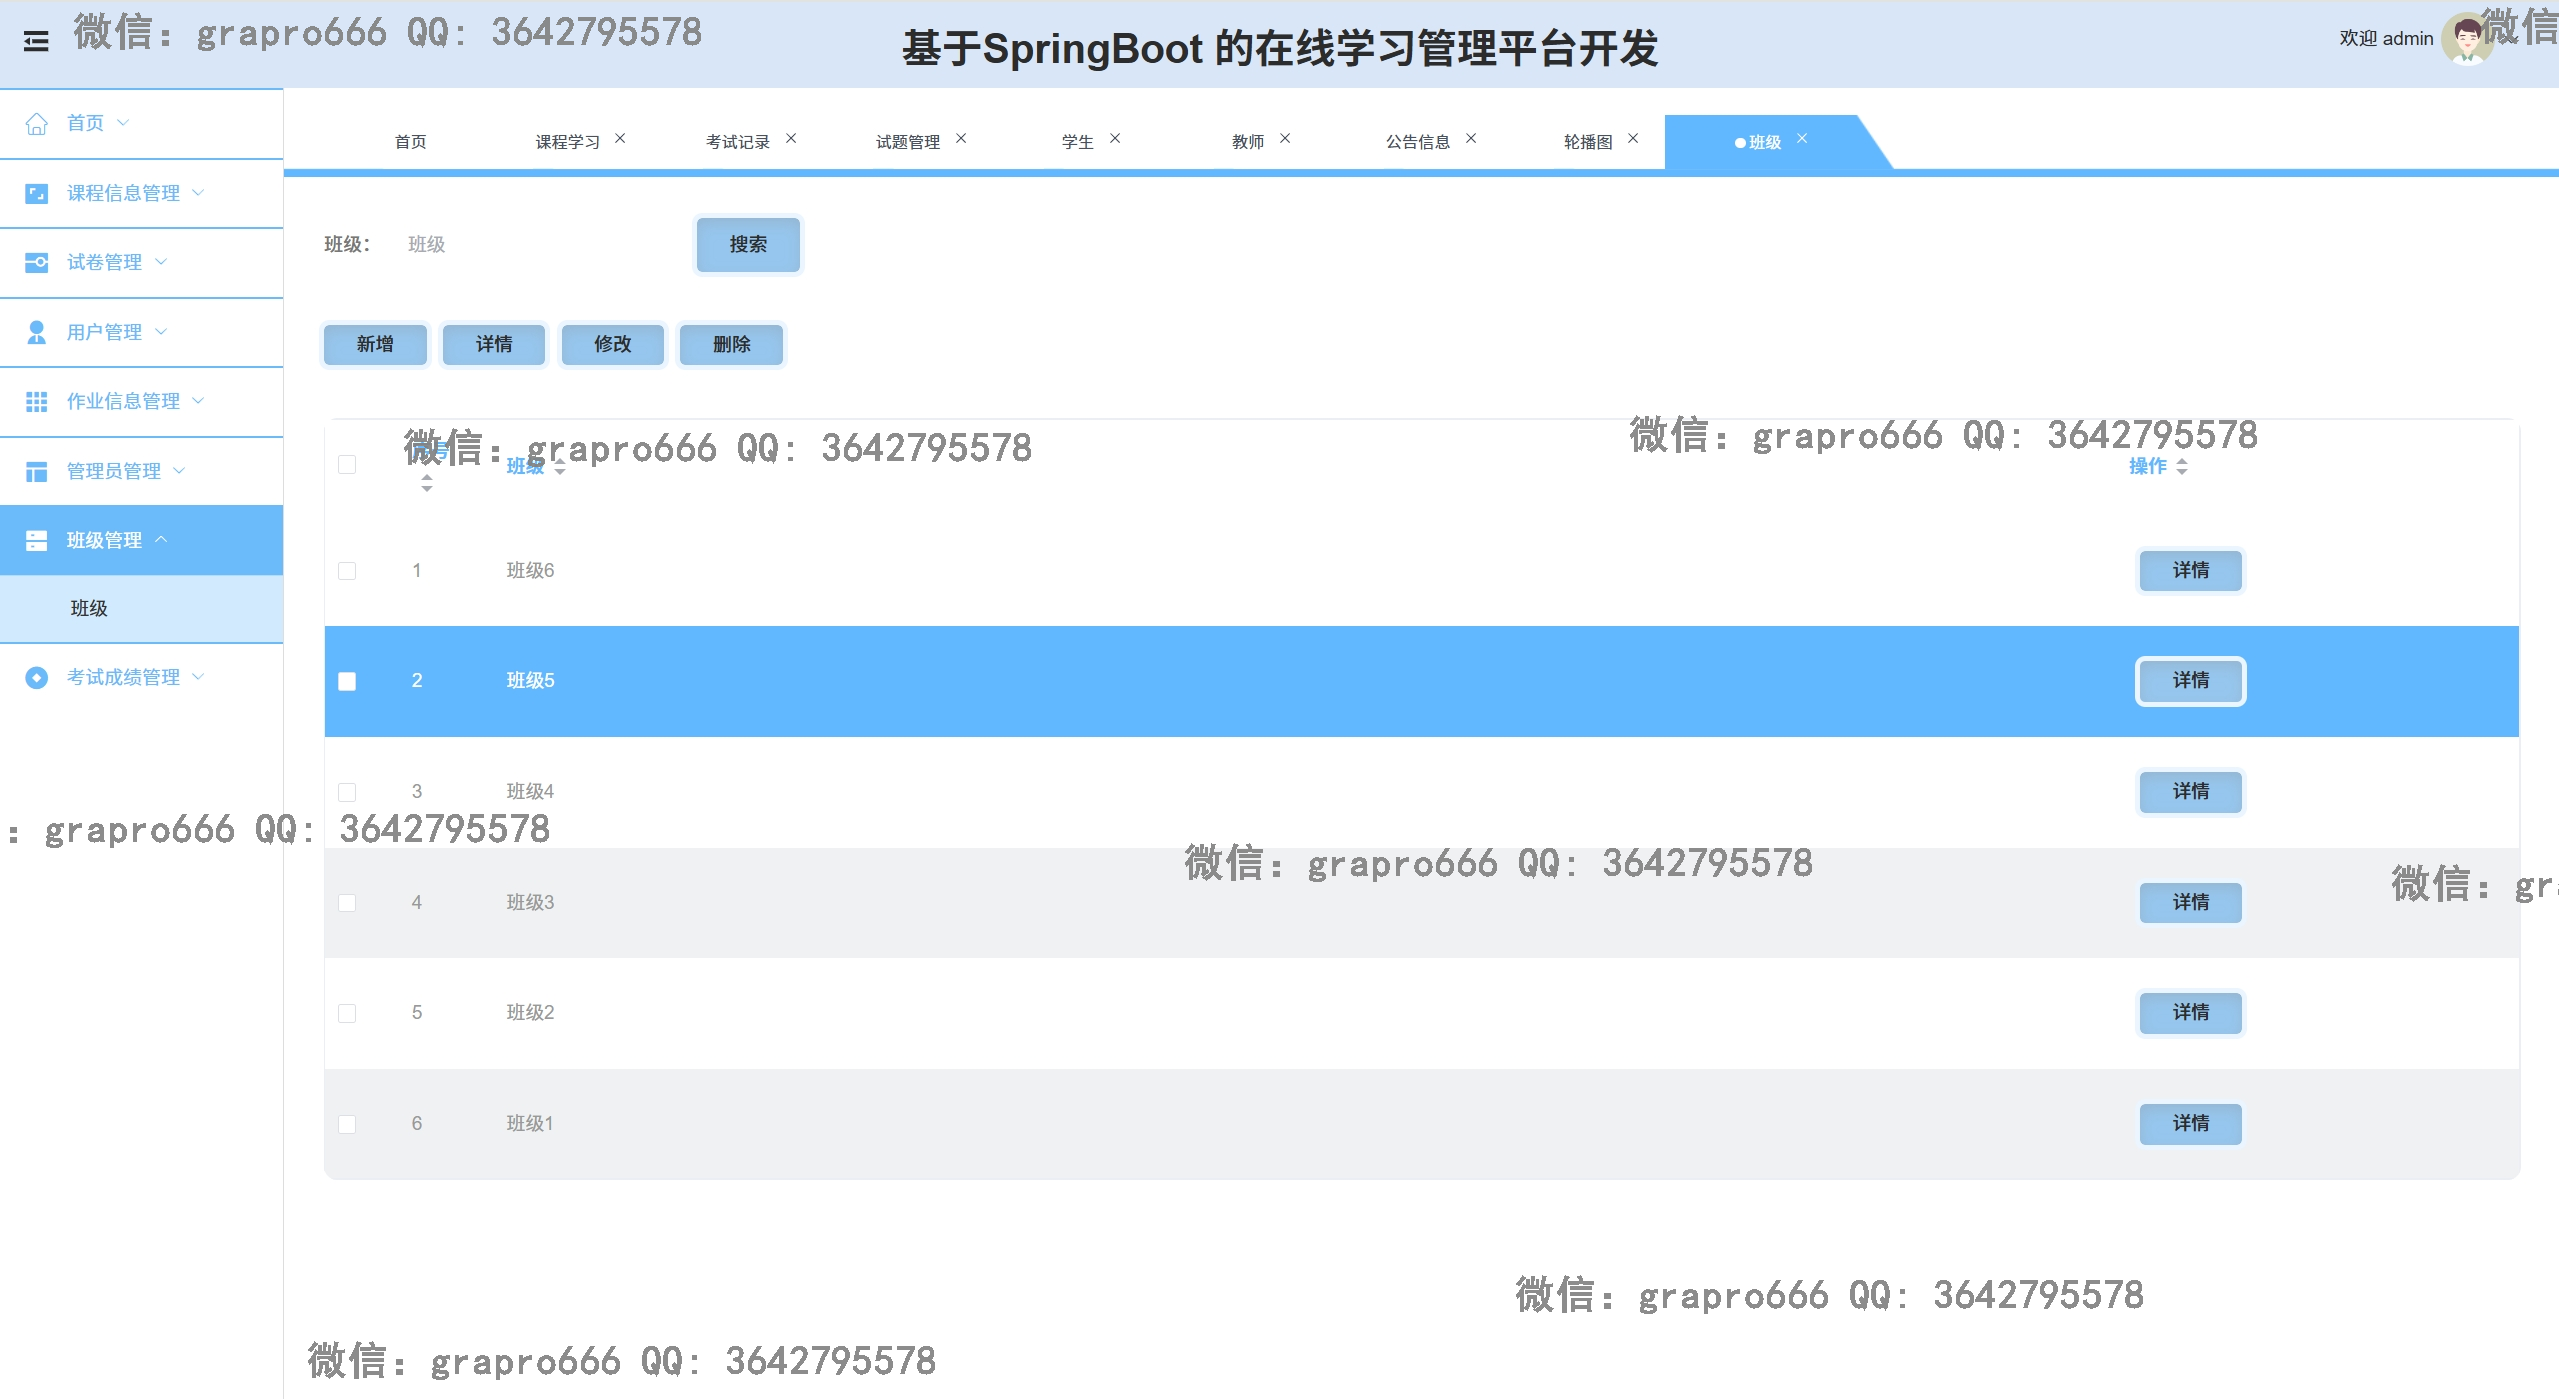 微信: grapro666 QQ: 3642795578
基于SpringBoot 的在线学习管理平台开发
欢迎 admin
微信
首页
课程信息管理
试卷管理
用户管理
作业信息管理
管理员管理
班级管理
班级
考试成绩管理
首页 课程学习 考试记录 试题管理 学生 教师 公告信息 轮播图 班级
班级: 班级 搜索
新增 详情 修改 删除
微信: grapro666 QQ: 3642795578
微信: grapro666 QQ: 3642795578
班级 操作
1 班级6 详情
2 班级5 详情
3 班级4 详情
: grapro666 QQ: 3642795578
微信: grapro666 QQ: 3642795578
微信: gr
4 班级3 详情
5 班级2 详情
6 班级1 详情
微信: grapro666 QQ: 3642795578
微信: grapro666 QQ: 3642795578